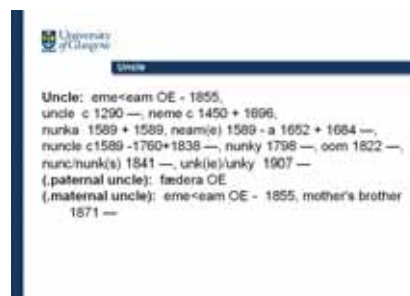 University
of Glasgow
Uncle
Uncle: eme<eam OE - 1855,
uncle c 1290 —, neme c 1450 + 1696,
nunka 1589 + 1589, neam(e) 1589 - a 1652 + 1664 —,
nuncle c1589 -1760+1838 —, nunky 1798 —, oom 1822 —,
nunc/nunk(s) 1841 —, unk(ie)/unky 1907 —
(.paternal uncle): fædera OE
(.maternal uncle): eme<eam OE - 1855, mother's brother
1871 —